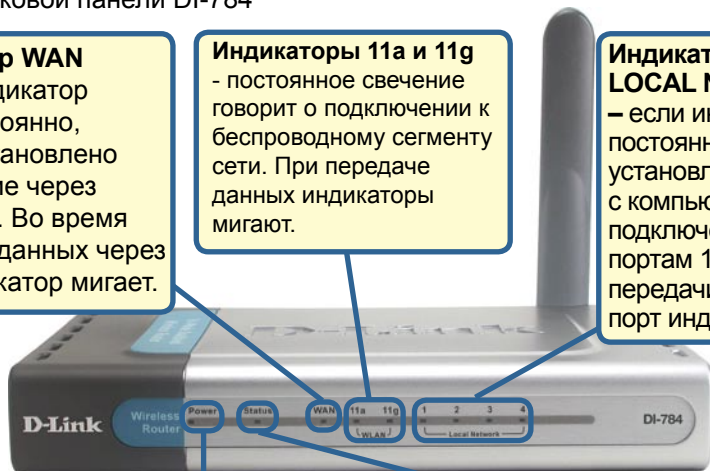 ковой панели DI-784
р WAN
дикатор
оянно,
тановлено
ие через
. Во время
данных через
катор мигает.
Индикаторы 11a и 11g
- постоянное свечение
говорит о подключении к
беспроводному сегменту
сети. При передаче
данных индикаторы
мигают.
Индикат
LOCAL N
– если ин
постоянн
установл
с компью
подключе
портам 1
передачи
порт инд
D-Link
D-Link
Wireless
Router
Power
Status
WAN
11a 11g
WLAN
1 2 3 4
Local Network
DI-784